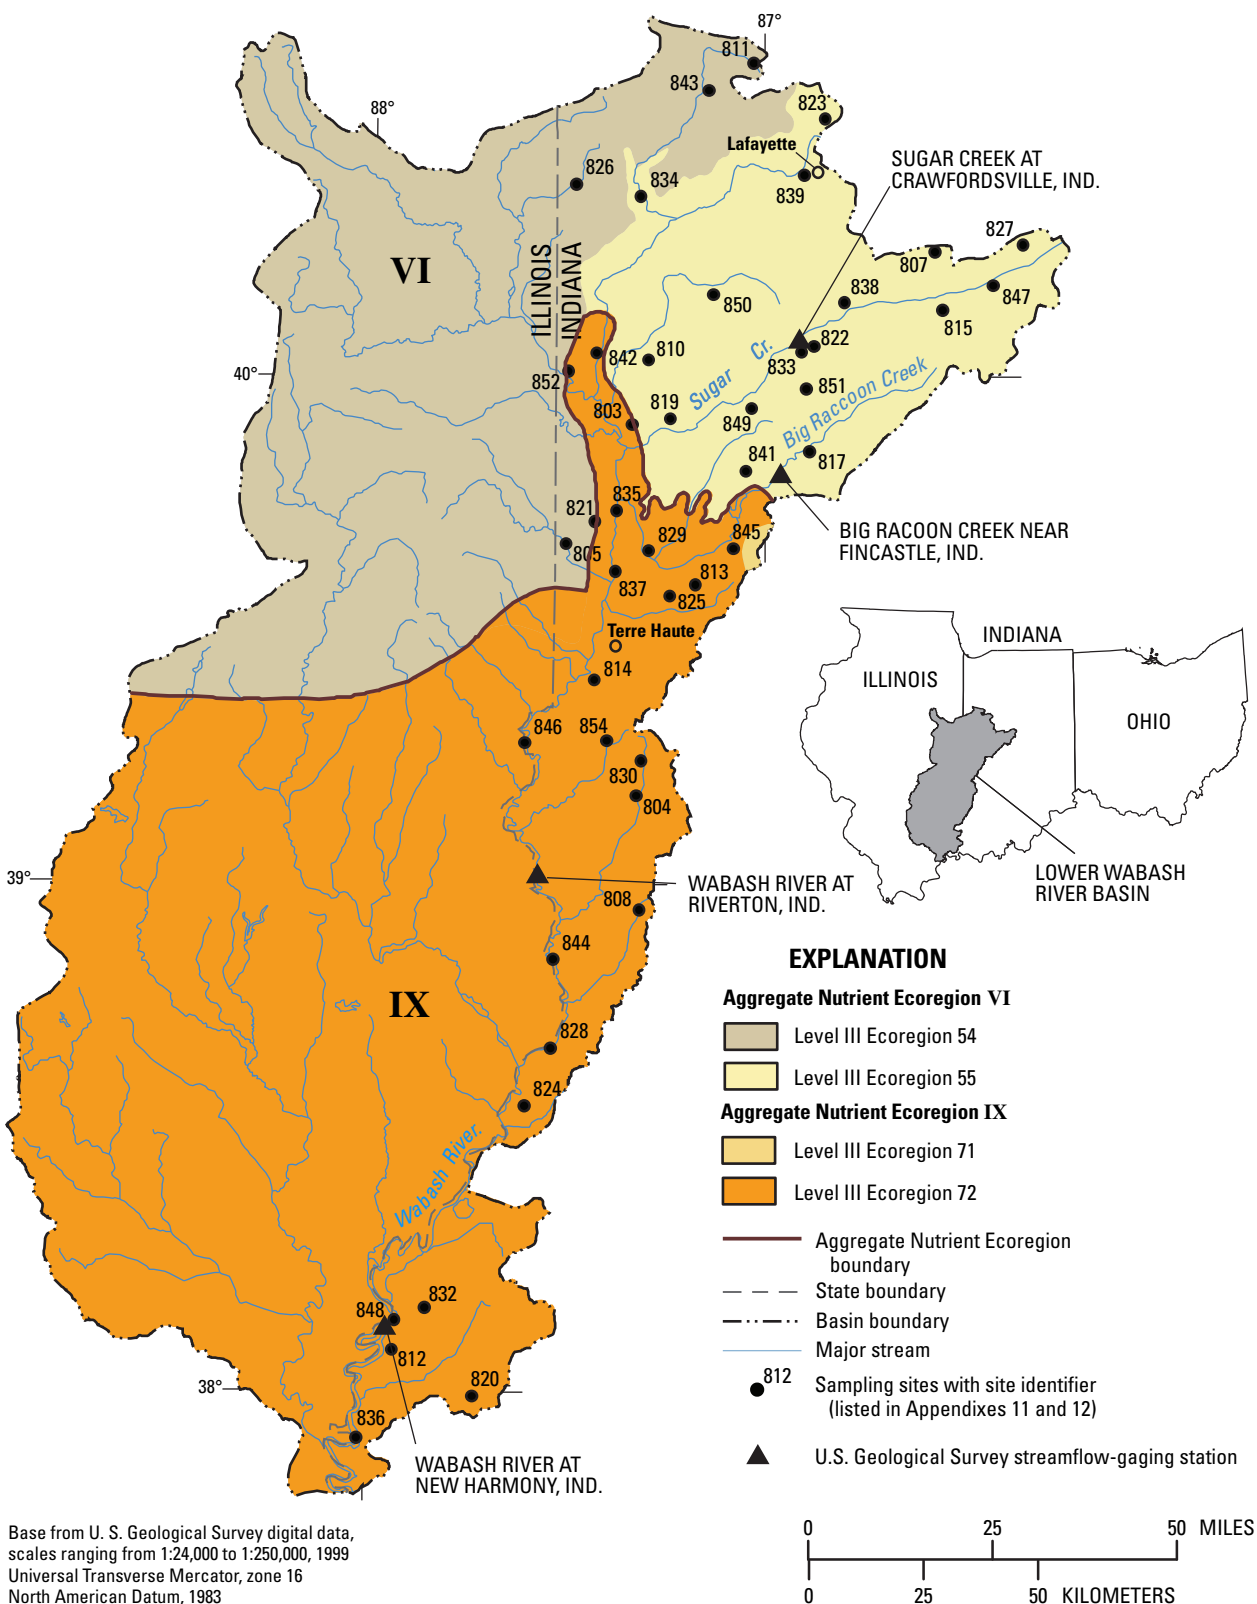 87°
811
843
823
88°
Lafayette
SUGAR CREEK AT
CRAWFORDSVILLE, IND.
826
834
839
827
807
VI
ILLINOIS
INDIANA
838
847
850
815
822
842
810
833
Sugar Cr.
40°
852
851
Big Raccoon Creek
803
819
849
841
817
835
821
BIG RACOON CREEK NEAR
FINCASTLE, IND.
829
845
805
837
813
825
Terre Haute
INDIANA
814
ILLINOIS
OHIO
846
854
830
804
39°
LOWER WABASH
RIVER BASIN
WABASH RIVER AT
RIVERTON, IND.
808
844
IX
828
824
Wabash River.
848
832
812
38°
820
836
WABASH RIVER AT
NEW HARMONY, IND.
EXPLANATION
Aggregate Nutrient Ecoregion VI
Level III Ecoregion 54
Level III Ecoregion 55
Aggregate Nutrient Ecoregion IX
Level III Ecoregion 71
Level III Ecoregion 72
Aggregate Nutrient Ecoregion
boundary
State boundary
Basin boundary
Major stream
812
Sampling sites with site identifier
(listed in Appendixes 11 and 12)
U.S. Geological Survey streamflow-gaging station
Base from U. S. Geological Survey digital data,
scales ranging from 1:24,000 to 1:250,000, 1999
Universal Transverse Mercator, zone 16
North American Datum, 1983
0 25 50 MILES
0 25 50 KILOMETERS